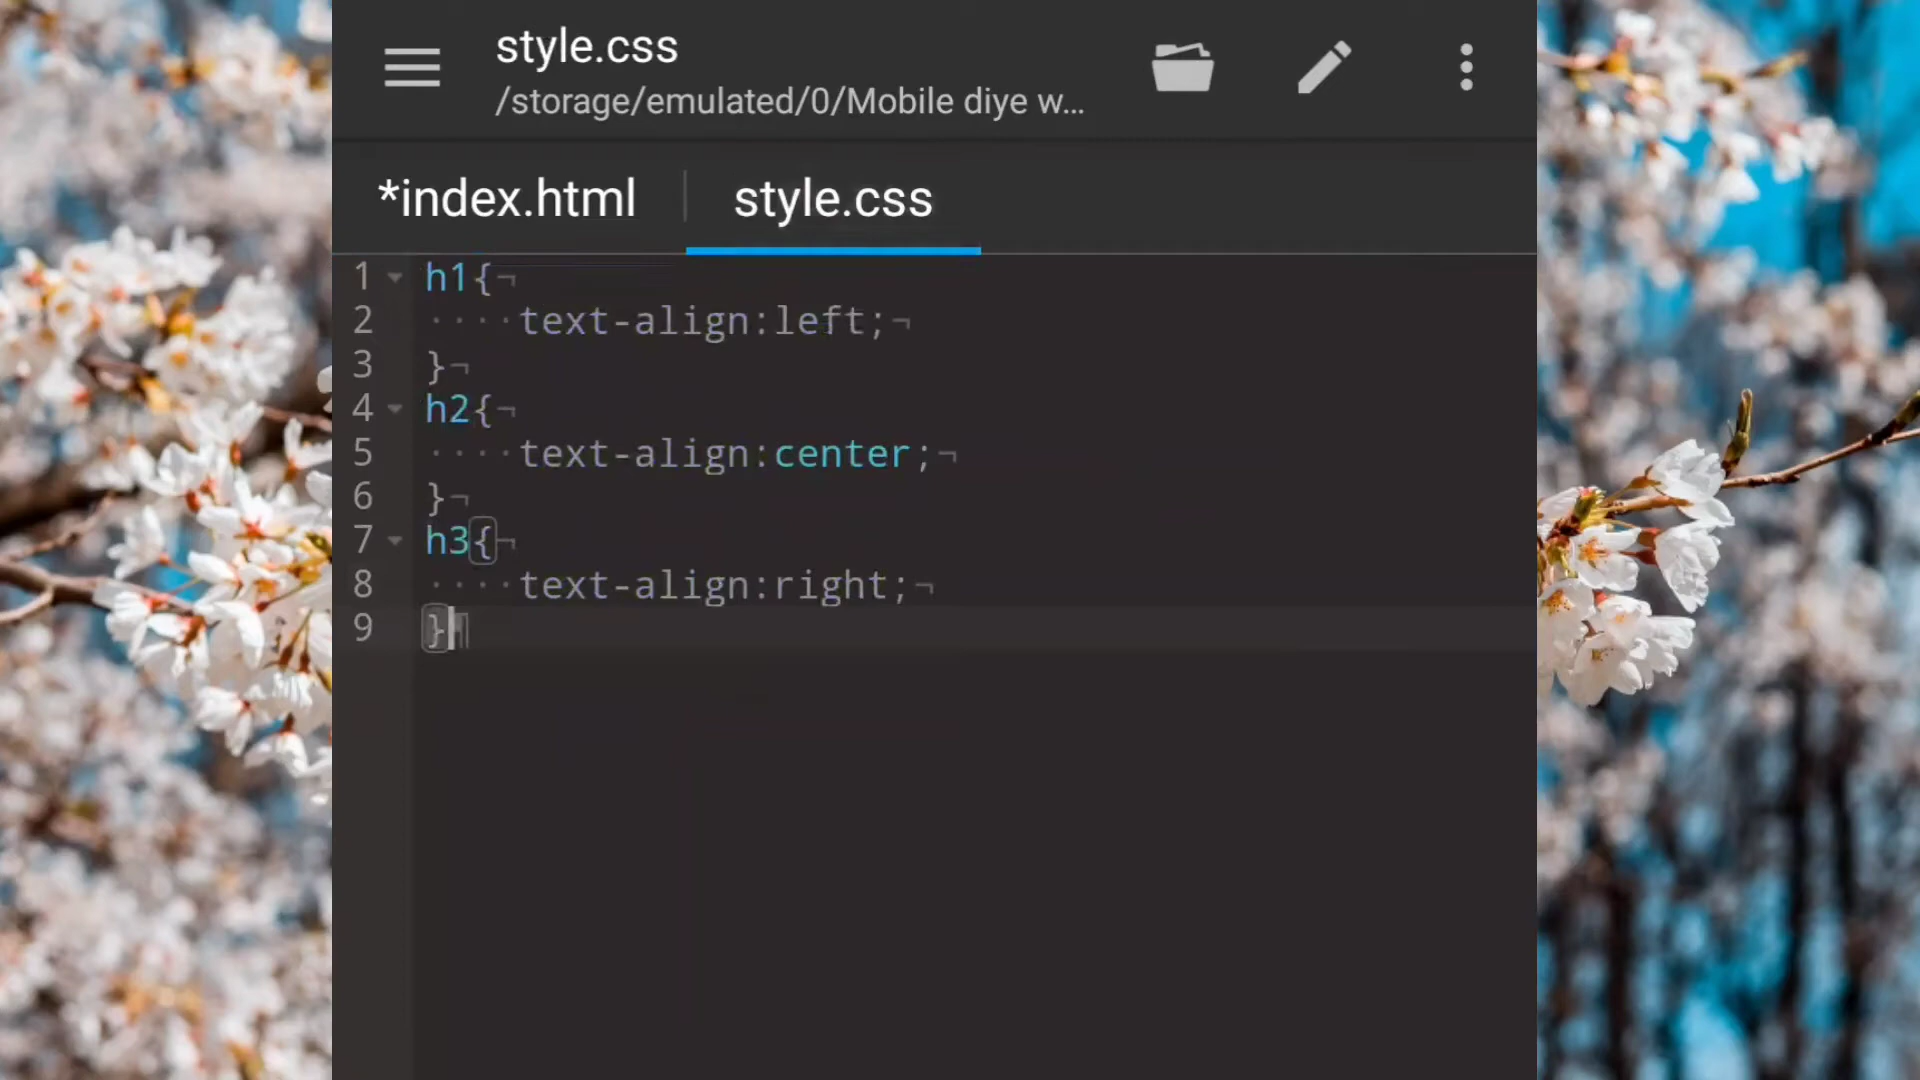 style.css
/storage/emulated/0/Mobile diye w...
*index.html
style.css
1 h1{¬
2 ····text-align:left;¬
3 }¬
4 h2{¬
5 ····text-align:center;¬
6 }¬
7 h3{¬
8 ····text-align:right;¬
9 }¶